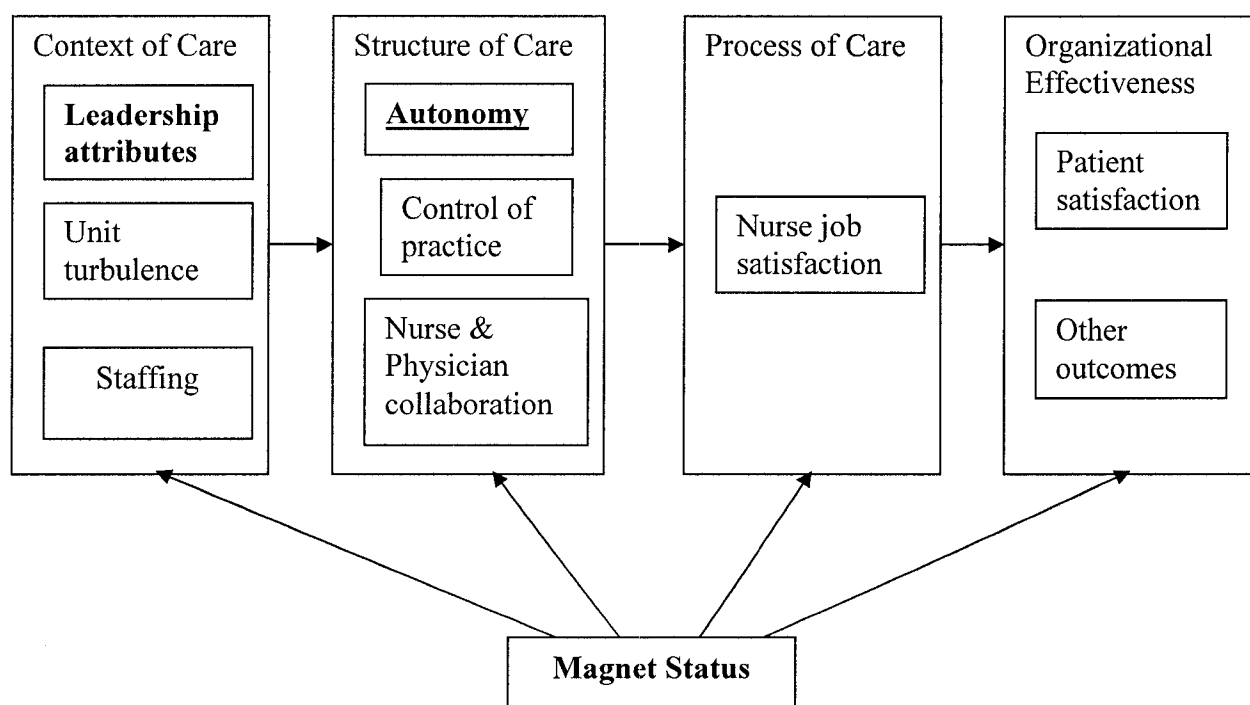 Context of Care
Leadership
attributes
Unit
turbulence
Staffing
Structure of Care
Autonomy
Control of
practice
Nurse &
Physician
collaboration
Process of Care
Nurse job
satisfaction
Organizational
Effectiveness
Patient
satisfaction
Other
outcomes
Magnet Status